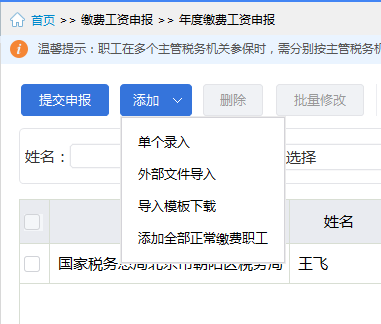 首页 >> 缴费工资申报 >> 年度缴费工资申报
温馨提示：职工在多个主管税务机关参保时，需分别按主管税务机
提交申报 添加 删除 批量修改
单个录入
姓名： 选择
外部文件导入
导入模板下载
添加全部正常缴费职工
姓名
国家税务总局北京市朝阳区税务局 王飞